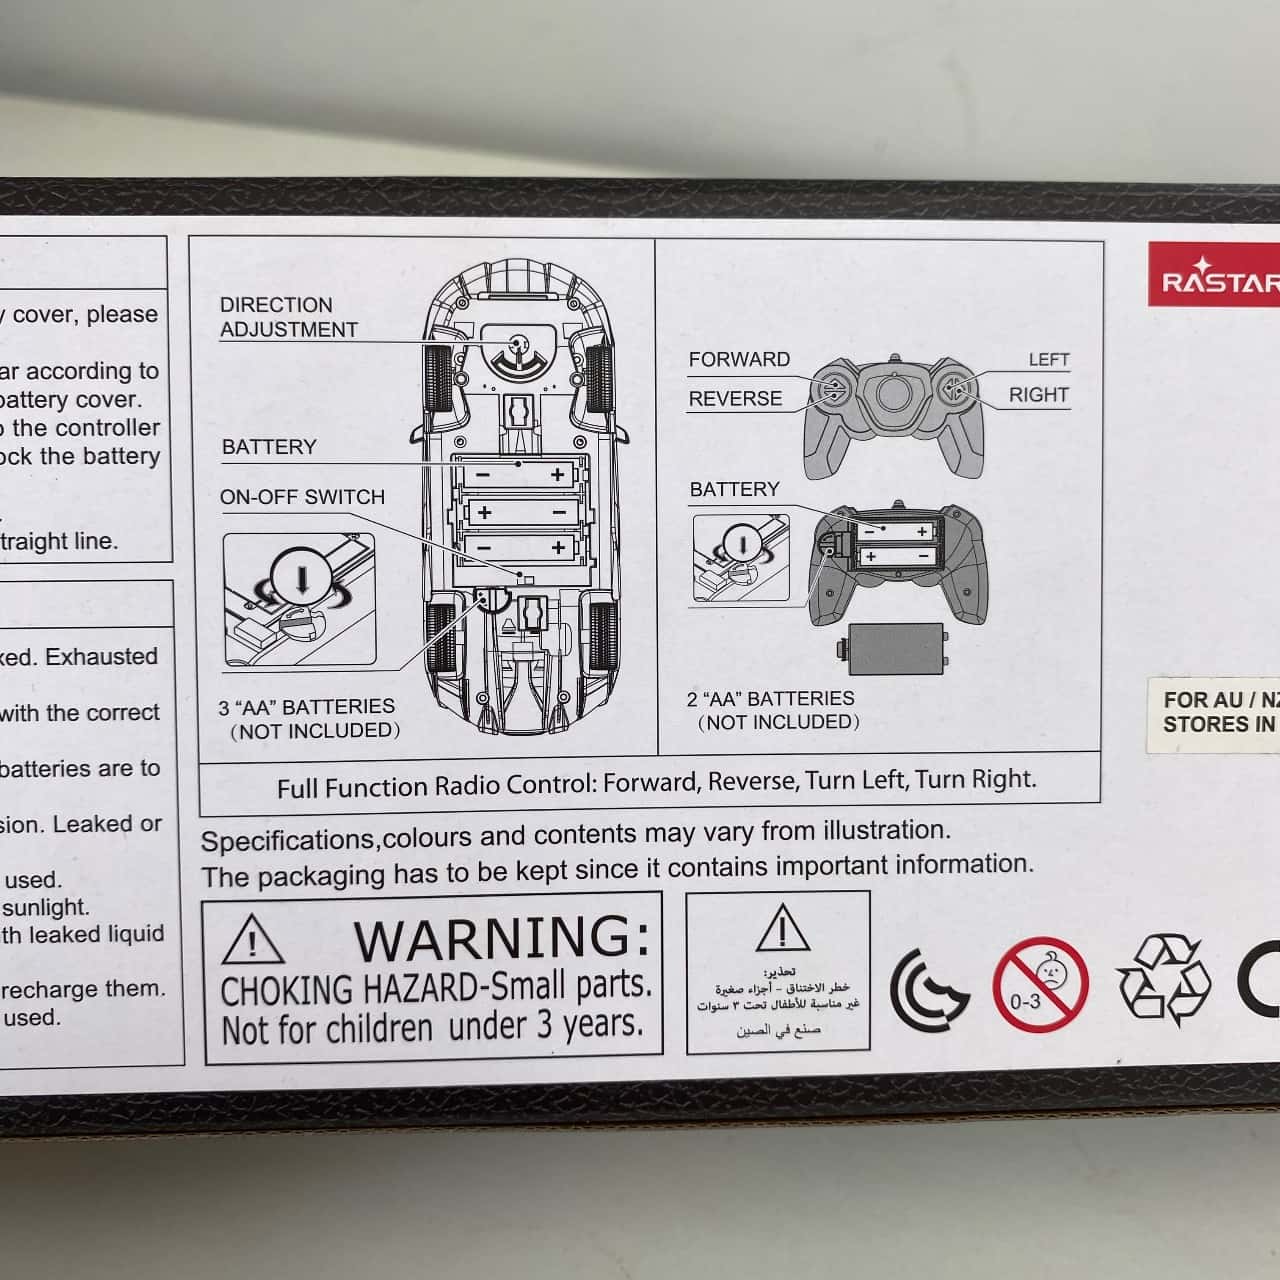 y cover, please
ar according to
battery cover.
o the controller
ock the battery
traight line.
xed. Exhausted
with the correct
batteries are to
sion. Leaked or
used.
sunlight.
th leaked liquid
recharge them.
used.
DIRECTION
ADJUSTMENT
BATTERY
ON-OFF SWITCH
3 “AA” BATTERIES
(NOT INCLUDED)
FORWARD
REVERSE
LEFT
RIGHT
BATTERY
2 “AA” BATTERIES
(NOT INCLUDED)
Full Function Radio Control: Forward, Reverse, Turn Left, Turn Right.
Specifications,colours and contents may vary from illustration.
The packaging has to be kept since it contains important information.
WARNING:
CHOKING HAZARD-Small parts.
Not for children under 3 years.
تحذير:
خطر الاختناق - أجزاء صغيرة
غير مناسبة للأطفال تحت ٣ سنوات
صنع في الصين
0-3
RASTAR
FOR AU / NZ
STORES IN